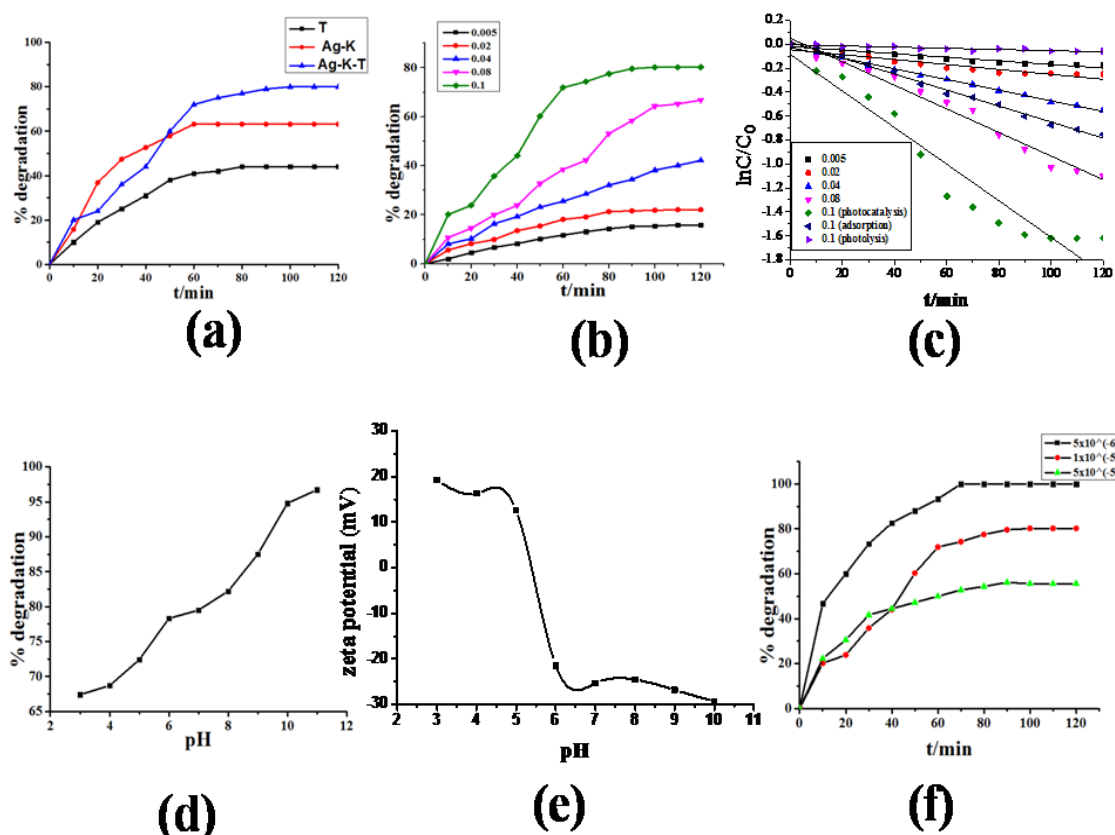 T
Ag-K
Ag-K-T
% degradation
100
80
60
40
20
0
0 20 40 60 80 100 120
t/min
(a)
0.005
0.02
0.04
0.08
0.1
% degradation
80
60
40
20
0
0 20 40 60 80 100 120
t/min
(b)
lnC/C0
0.2
0.0
-0.2
-0.4
-0.6
-0.8
-1.0
-1.2
-1.4
-1.6
-1.8
0.005
0.02
0.04
0.08
0.1 (photocatalysis)
0.1 (adsorption)
0.1 (photolysis)
0 20 40 60 80 100 120
t/min
(c)
% degradation
100
95
90
85
80
75
70
65
2 4 6 8 10 12
pH
(d)
zeta potential (mV)
30
20
10
0
-10
-20
-30
2 3 4 5 6 7 8 9 10 11
pH
(e)
5x10^(-6
1x10^(-5
5x10^(-5
% degradation
100
80
60
40
20
0
0 20 40 60 80 100 120
t/min
(f)